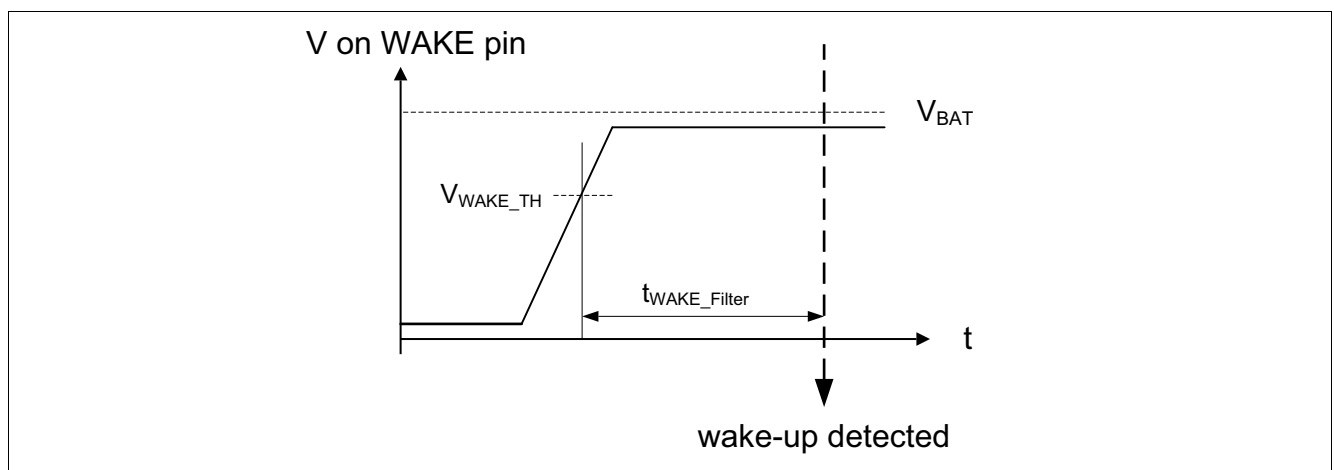 V on WAKE pin
V_BAT
V_WAKE_TH
t_WAKE_Filter
t
wake-up detected